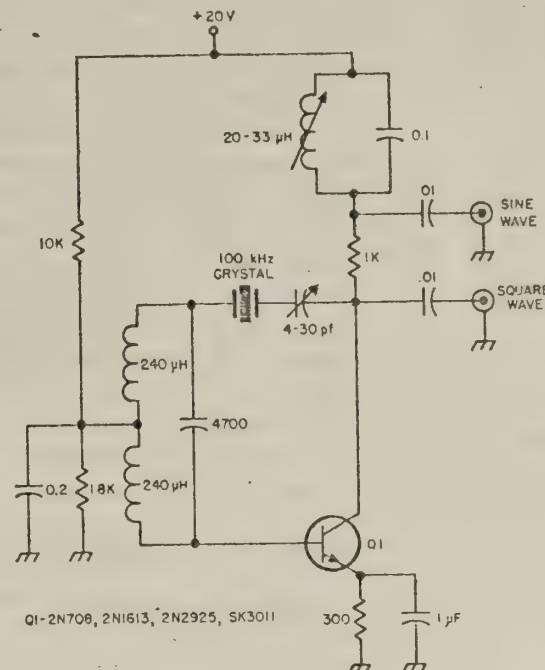 +20V
20-33 µH
0.1
.01
SINE
WAVE
10K
1K
100 kHz
CRYSTAL
.01
SQUARE
WAVE
4-30 pf
240 µH
4700
0.2
1.8K
240 µH
Q1
300
1 µF
Q1-2N708, 2N1613, 2N2925, SK3011